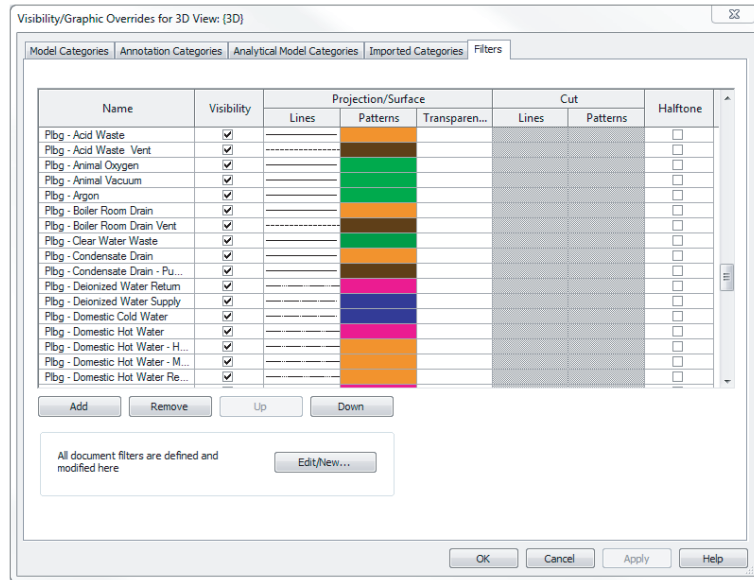 Visibility/Graphic Overrides for 3D View: {3D}
Model Categories Annotation Categories Analytical Model Categories Imported Categories Filters
Name Visibility Projection/Surface Cut Halftone
Lines Patterns Transparen... Lines Patterns
Plbg - Acid Waste
Plbg - Acid Waste Vent
Plbg - Animal Oxygen
Plbg - Animal Vacuum
Plbg - Argon
Plbg - Boiler Room Drain
Plbg - Boiler Room Drain Vent
Plbg - Clear Water Waste
Plbg - Condensate Drain
Plbg - Condensate Drain - Pu...
Plbg - Deionized Water Return
Plbg - Deionized Water Supply
Plbg - Domestic Cold Water
Plbg - Domestic Hot Water
Plbg - Domestic Hot Water - H...
Plbg - Domestic Hot Water - M...
Plbg - Domestic Hot Water Re...
Add Remove Up Down
All document filters are defined and
modified here
Edit/New...
OK Cancel Apply Help